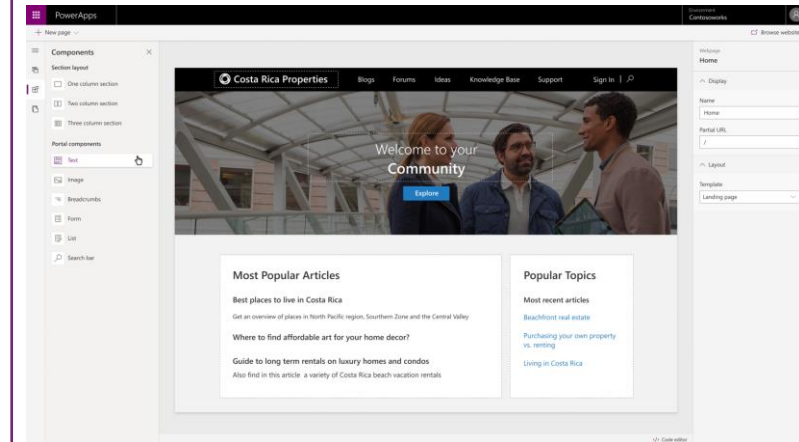 PowerApps
Environment
Contosoworks
New page
Browse website
Components
Section layout
One column section
Two column section
Three column section
Portal components
Text
Image
Breadcrumbs
Form
List
Search bar
Costa Rica Properties Blogs Forums Ideas Knowledge Base Support Sign In |
Welcome to your
Community
Explore
Most Popular Articles
Best places to live in Costa Rica
Get an overview of places in North Pacific region, Sourthern Zone and the Central Valley
Where to find affordable art for your home decor?
Guide to long term rentals on luxury homes and condos
Also find in this article a variety of Costa Rica beach vacation rentals
Popular Topics
Most recent articles
Beachfront real estate
Purchasing your own property
vs. renting
Living in Costa Rica
Webpage
Home
Display
Name
Home
Partial URL
/
Layout
Template
Landing page
</> Code editor